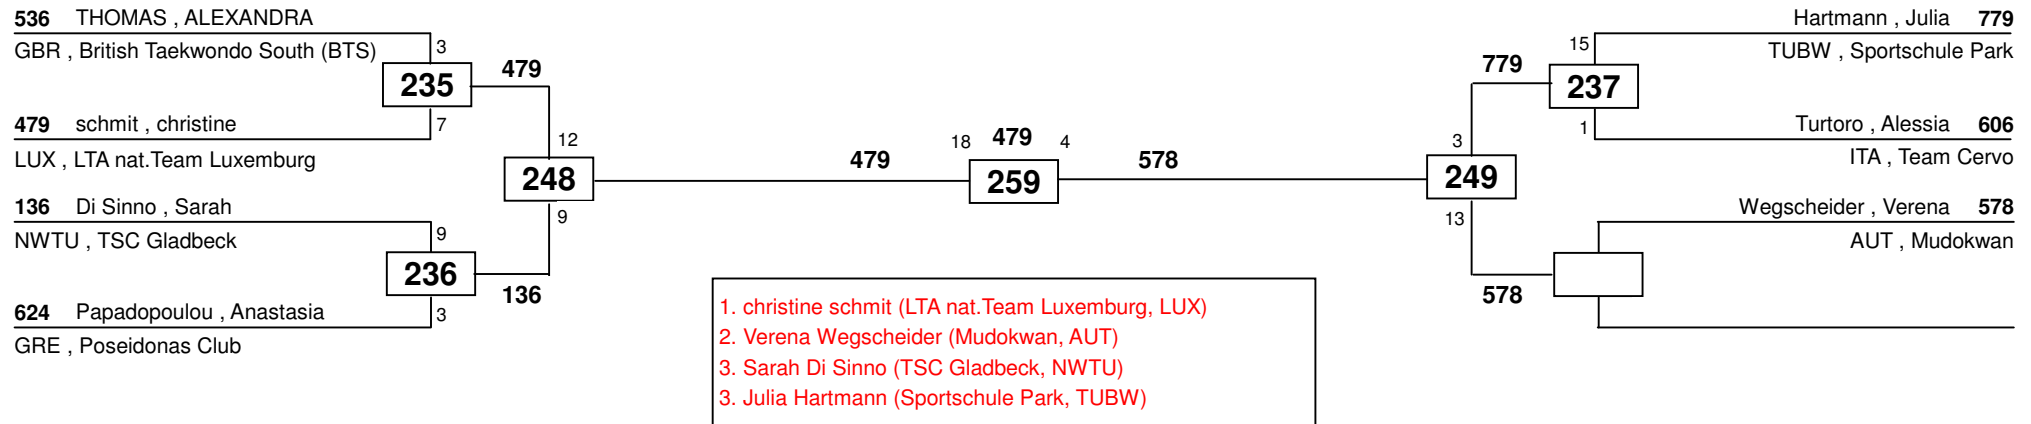 536 THOMAS , ALEXANDRA
GBR , British Taekwondo South (BTS)
3
235
479
7
479 schmit , christine
LUX , LTA nat.Team Luxemburg
12
248
9
136 Di Sinno , Sarah
NWTU , TSC Gladbeck
9
236
136
3
624 Papadopoulou , Anastasia
GRE , Poseidonas Club
479
18 479 4
259
578
Hartmann , Julia 779
TUBW , Sportschule Park
15
779
237
1
Turtoro , Alessia 606
ITA , Team Cervo
3
249
13
Wegscheider , Verena 578
AUT , Mudokwan
578
1. christine schmit (LTA nat.Team Luxemburg, LUX)
2. Verena Wegscheider (Mudokwan, AUT)
3. Sarah Di Sinno (TSC Gladbeck, NWTU)
3. Julia Hartmann (Sportschule Park, TUBW)